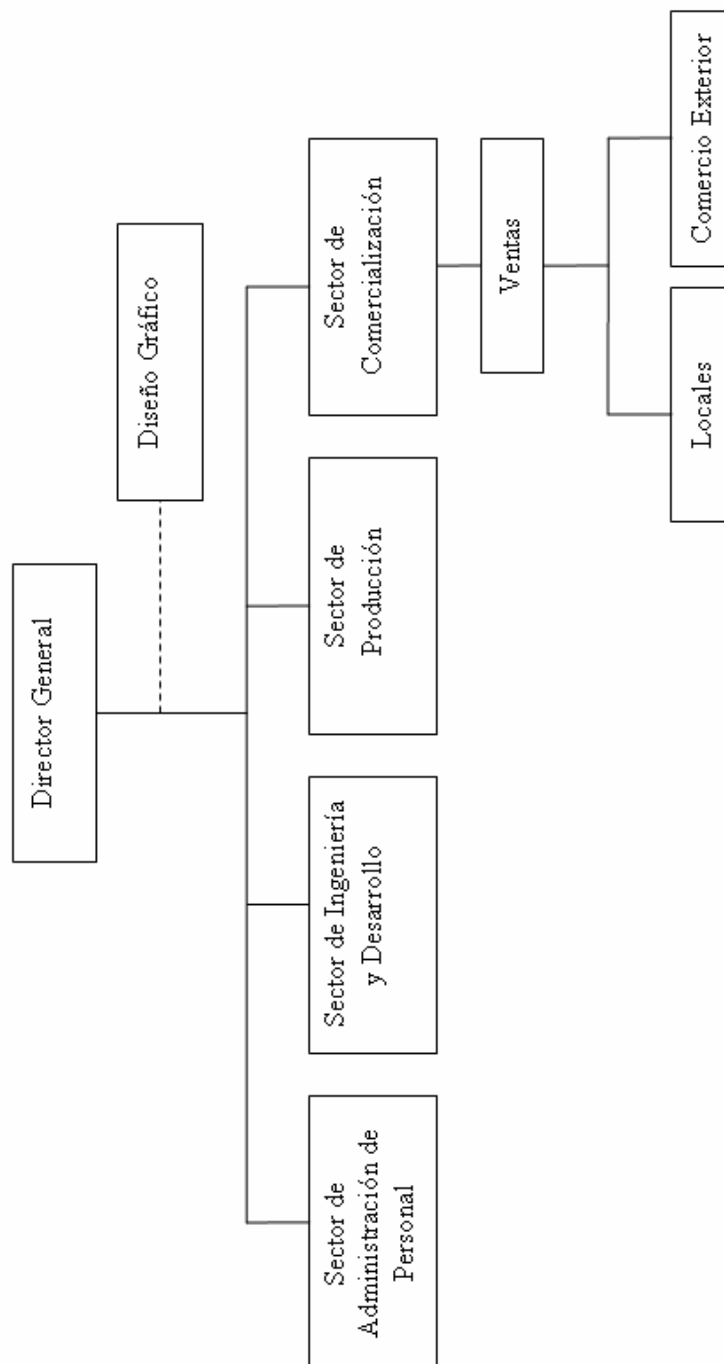 Director General
Diseño Gráfico
Sector de
Administración de
Personal
Sector de Ingeniería
y Desarrollo
Sector de
Producción
Sector de
Comercialización
Ventas
Locales
Comercio Exterior